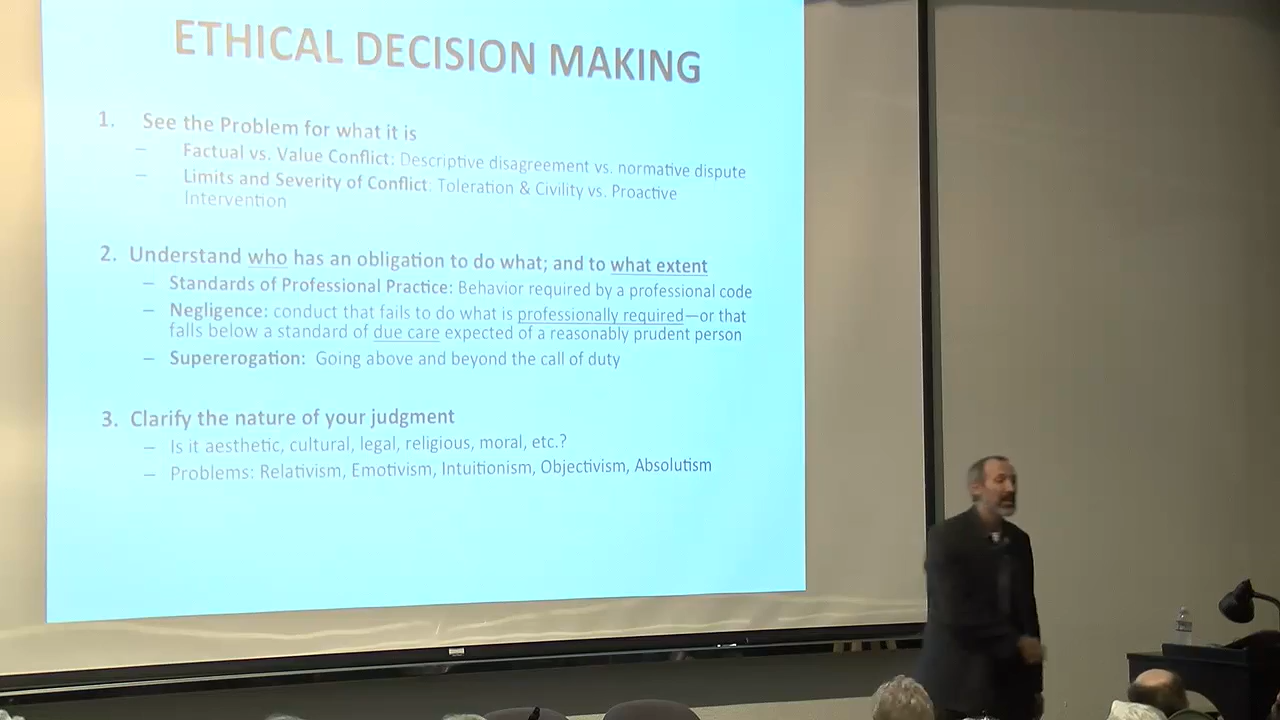 ETHICAL DECISION MAKING
1. See the Problem for what it is
– Factual vs. Value Conflict: Descriptive disagreement vs. normative dispute
– Limits and Severity of Conflict: Toleration & Civility vs. Proactive
Intervention
2. Understand who has an obligation to do what; and to what extent
– Standards of Professional Practice: Behavior required by a professional code
– Negligence: conduct that fails to do what is professionally required—or that
falls below a standard of due care expected of a reasonably prudent person
– Supererogation: Going above and beyond the call of duty
3. Clarify the nature of your judgment
– Is it aesthetic, cultural, legal, religious, moral, etc.?
– Problems: Relativism, Emotivism, Intuitionism, Objectivism, Absolutism